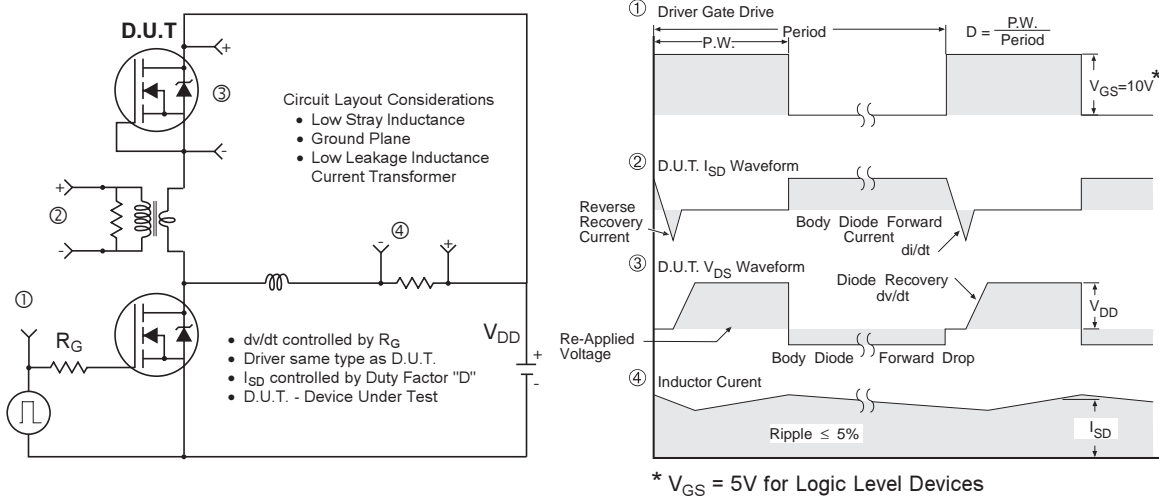 D.U.T
+
③
-
Circuit Layout Considerations
• Low Stray Inductance
• Ground Plane
• Low Leakage Inductance
Current Transformer
+
②
-
④
-
+
①
R_G
V_DD
+
-
• dv/dt controlled by R_G
• Driver same type as D.U.T.
• I_SD controlled by Duty Factor "D"
• D.U.T. - Device Under Test
① Driver Gate Drive
Period
P.W.
D = P.W.
Period
V_GS=10V*
② D.U.T. I_SD Waveform
Reverse
Recovery
Current
Body Diode Forward
Current
di/dt
③ D.U.T. V_DS Waveform
Diode Recovery
dv/dt
V_DD
Re-Applied
Voltage
Body Diode Forward Drop
④ Inductor Curent
Ripple ≤ 5%
I_SD
* V_GS = 5V for Logic Level Devices